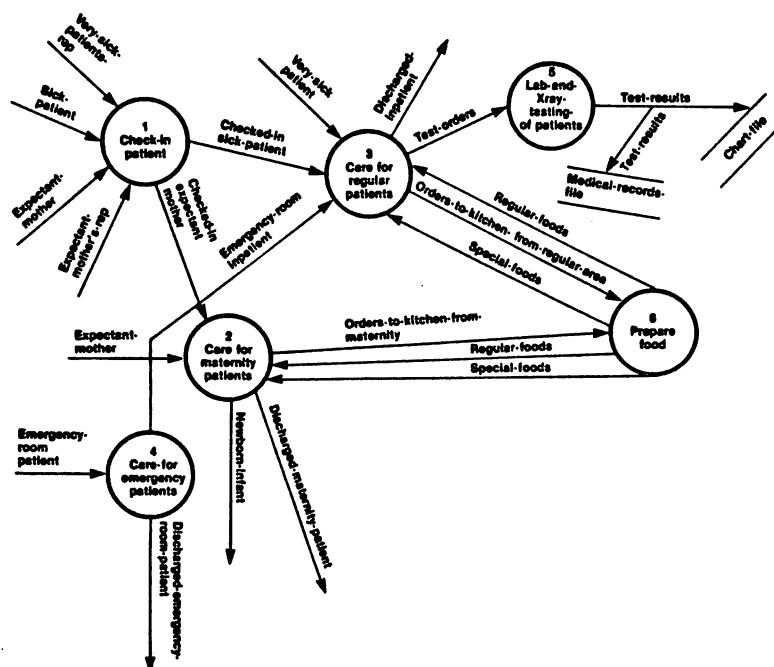 Very-sick-
patients-
rep
Sick-
patient
Expectant-
mother
Expectant-
mother's-rep
1
Check-in
patient
Checked-in
sick-patient
Checked-in
expectant
mother
Very-sick
patient
Discharged-
inpatient
3
Care for
regular
patients
Test-orders
5
Lab-and-
Xray-
testing-
of patients
Test-results
Test-results
Chart-file
Medical-records-
file
Emergency-room
inpatient
Regular-foods
Orders-to-kitchen-from-regular-area
Special-foods
6
Prepare
food
Expectant-
mother
2
Care for
maternity
patients
Orders-to-kitchen-from-
maternity
Regular-foods
Special-foods
Newborn-infant
Discharged-maternity-patient
Emergency-
room
patient
4
Care-for
emergency
patients
Discharged-emergency-
room-patient